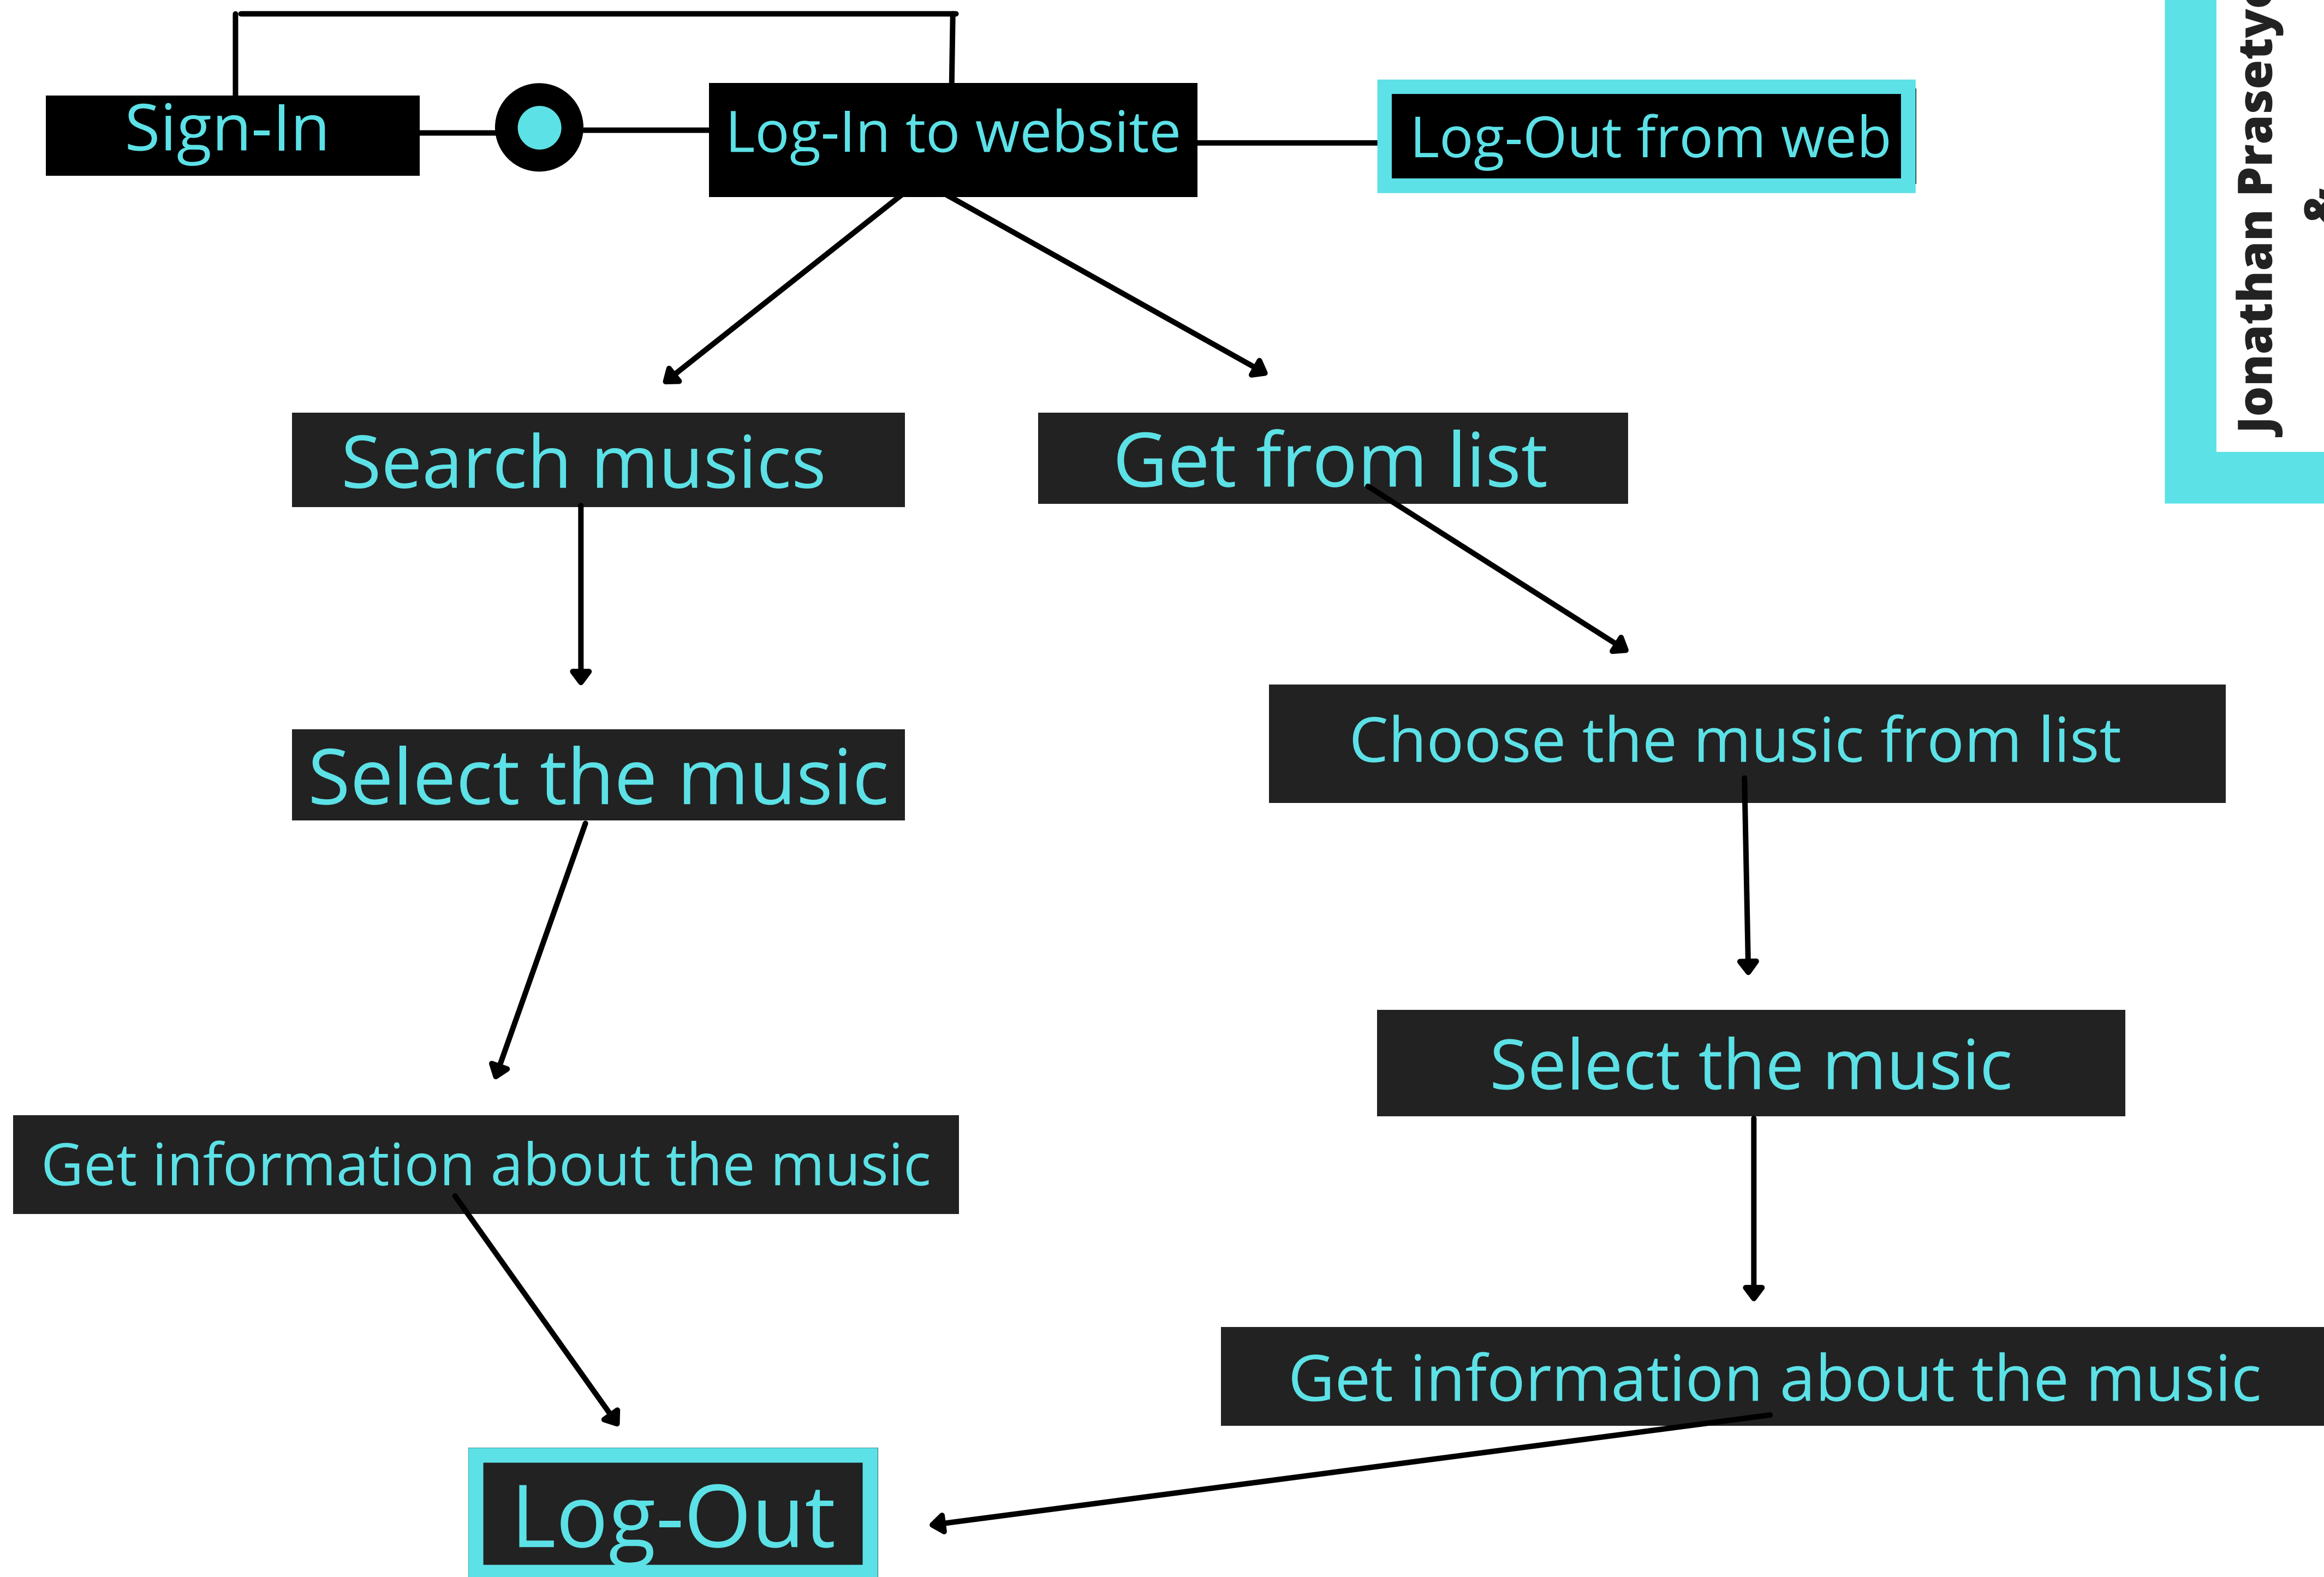 Sign-In
Log-In to website
Log-Out from web
Jonathan
&
Search musics
Get from list
Select the music
Choose the music from list
Select the music
Get information about the music
Get information about the music
Log-Out